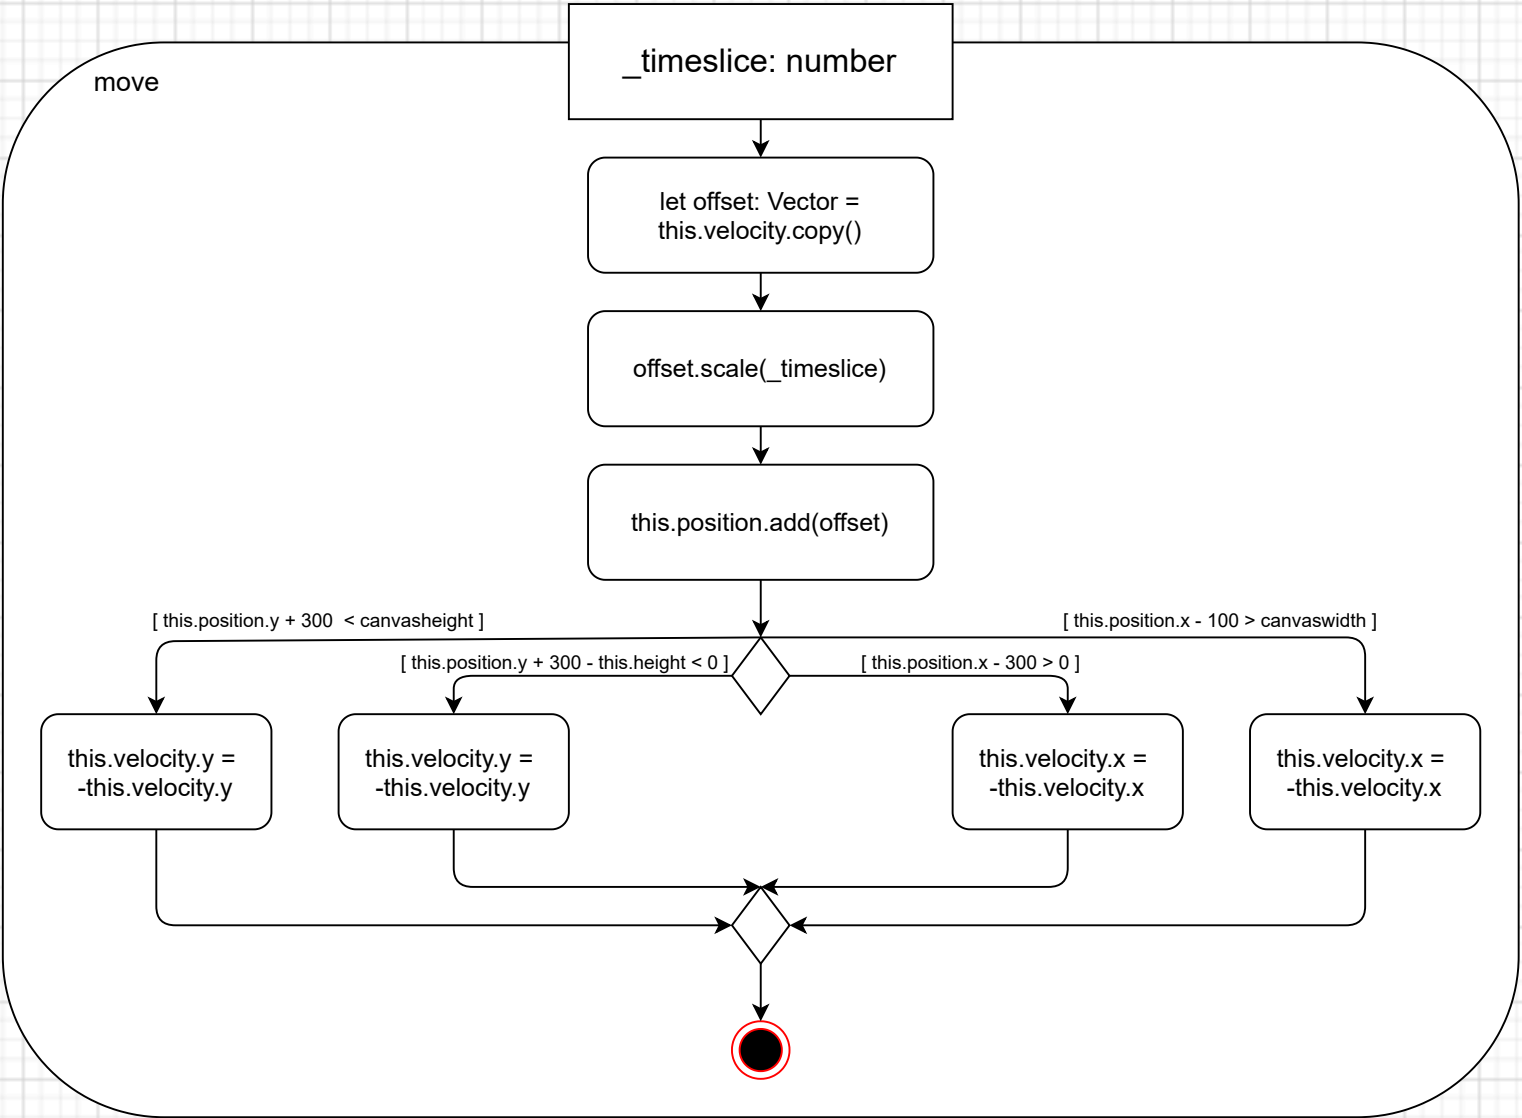 _timeslice: number
move
let offset: Vector =
this.velocity.copy()
offset.scale(_timeslice)
this.position.add(offset)
[ this.position.y + 300  < canvasheight ]
[ this.position.x - 100 > canvaswidth ]
[ this.position.y + 300 - this.height < 0 ]
[ this.position.x - 300 > 0 ]
this.velocity.y =
-this.velocity.y
this.velocity.y =
-this.velocity.y
this.velocity.x =
-this.velocity.x
this.velocity.x =
-this.velocity.x